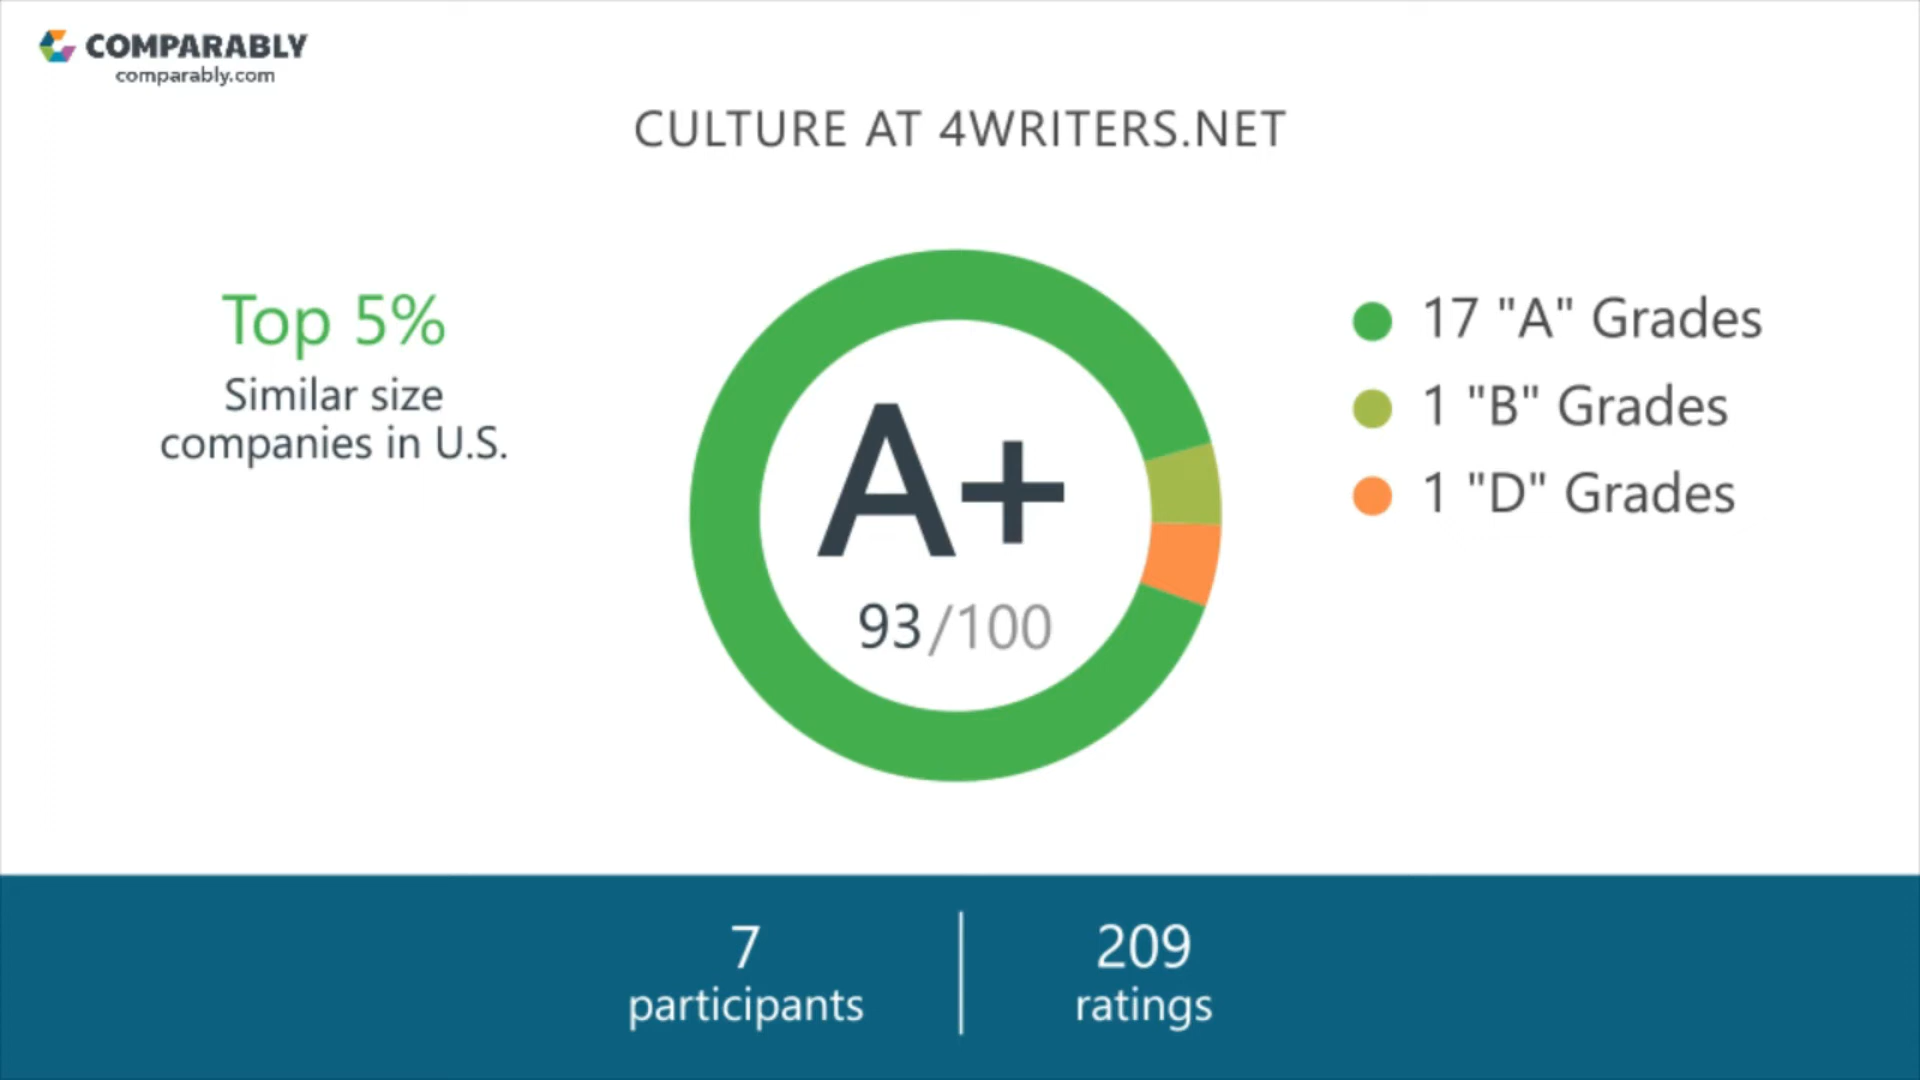 COMPARABLY
comparably.com
CULTURE AT 4WRITERS.NET
Top 5%
Similar size
companies in U.S.
A+
93/100
17 "A" Grades
1 "B" Grades
1 "D" Grades
7
participants
209
ratings